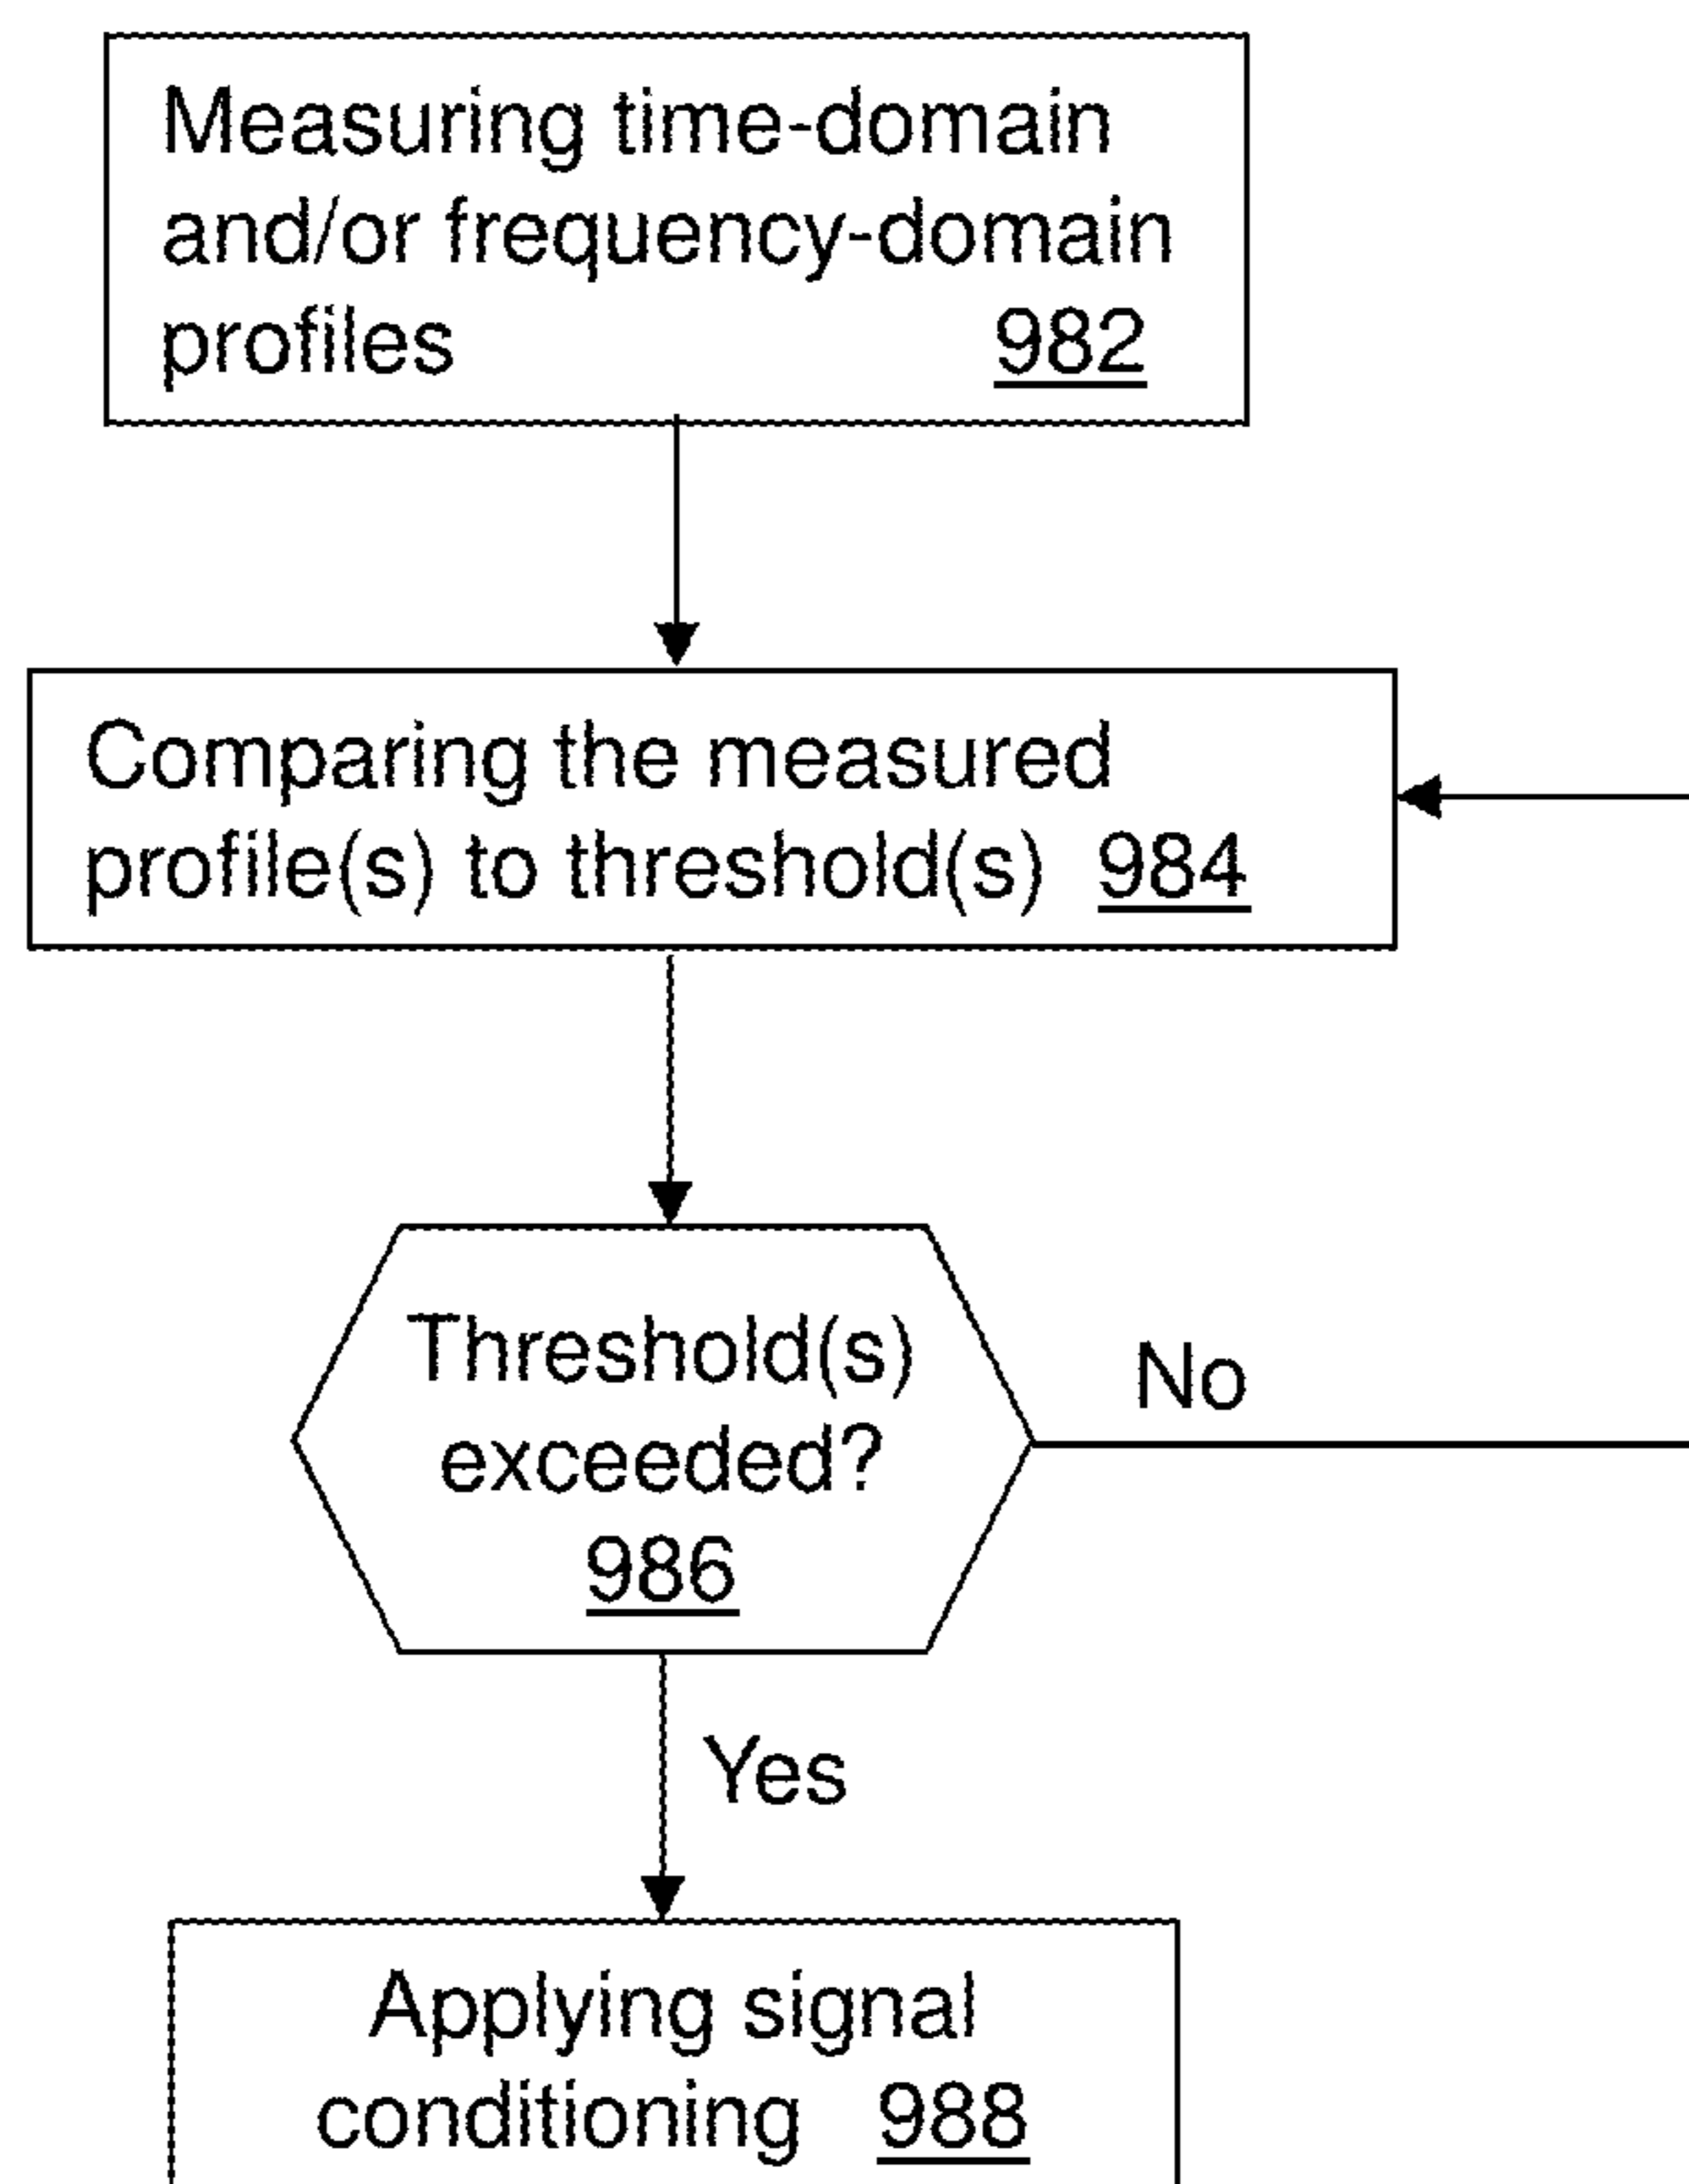 Measuring time-domain
and/or frequency-domain
profiles 982
Comparing the measured
profile(s) to threshold(s) 984
Threshold(s)
exceeded?
986
No
Yes
Applying signal
conditioning 988